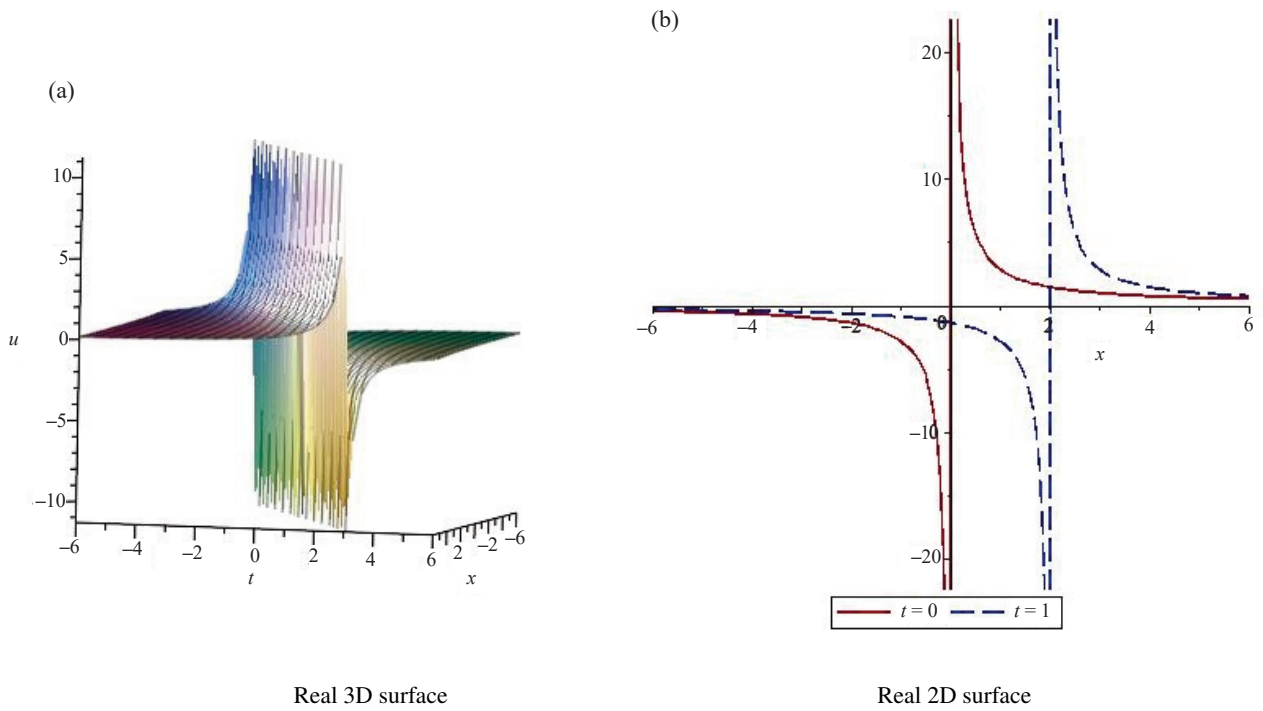 (a)
10
5
0
−5
−10
u
−6 −4 −2 0 2 4 6
t
2 −2 −6
x
(b)
20
10
−6 −4 −2 0 2 4 6
x
−10
−20
t = 0 t = 1
Real 3D surface
Real 2D surface